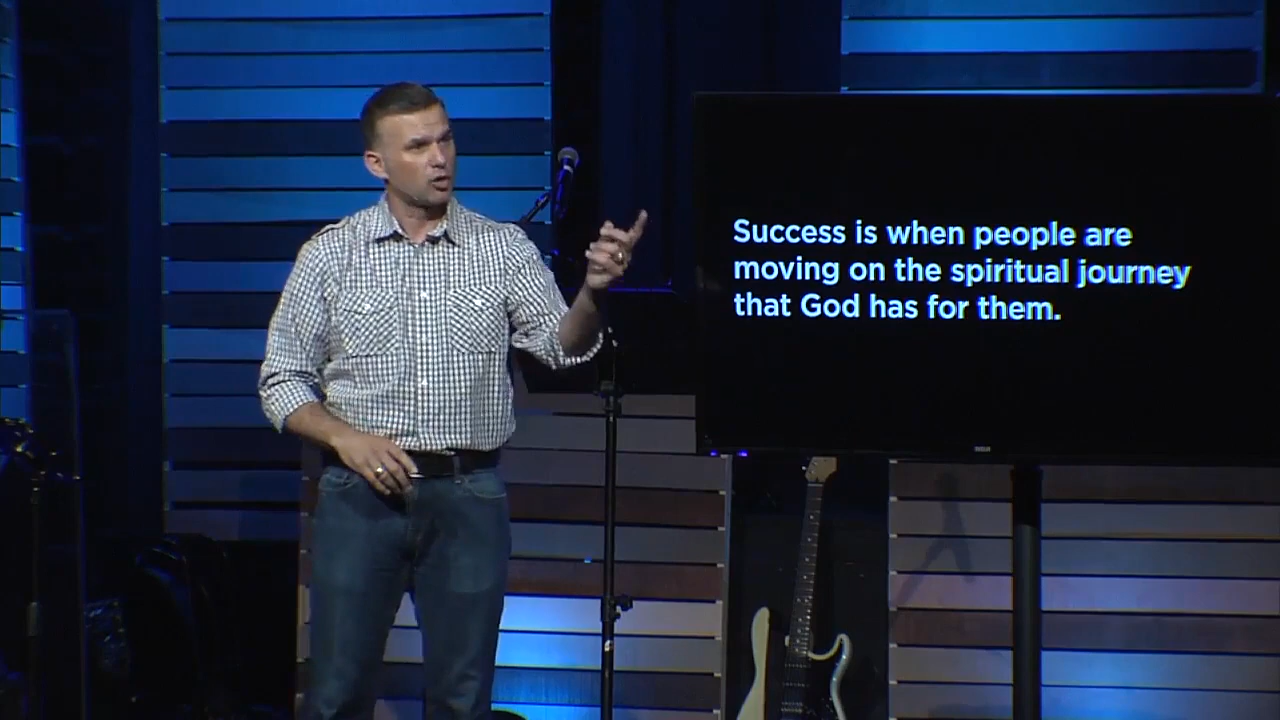 Success is when people are
moving on the spiritual journey
that God has for them.